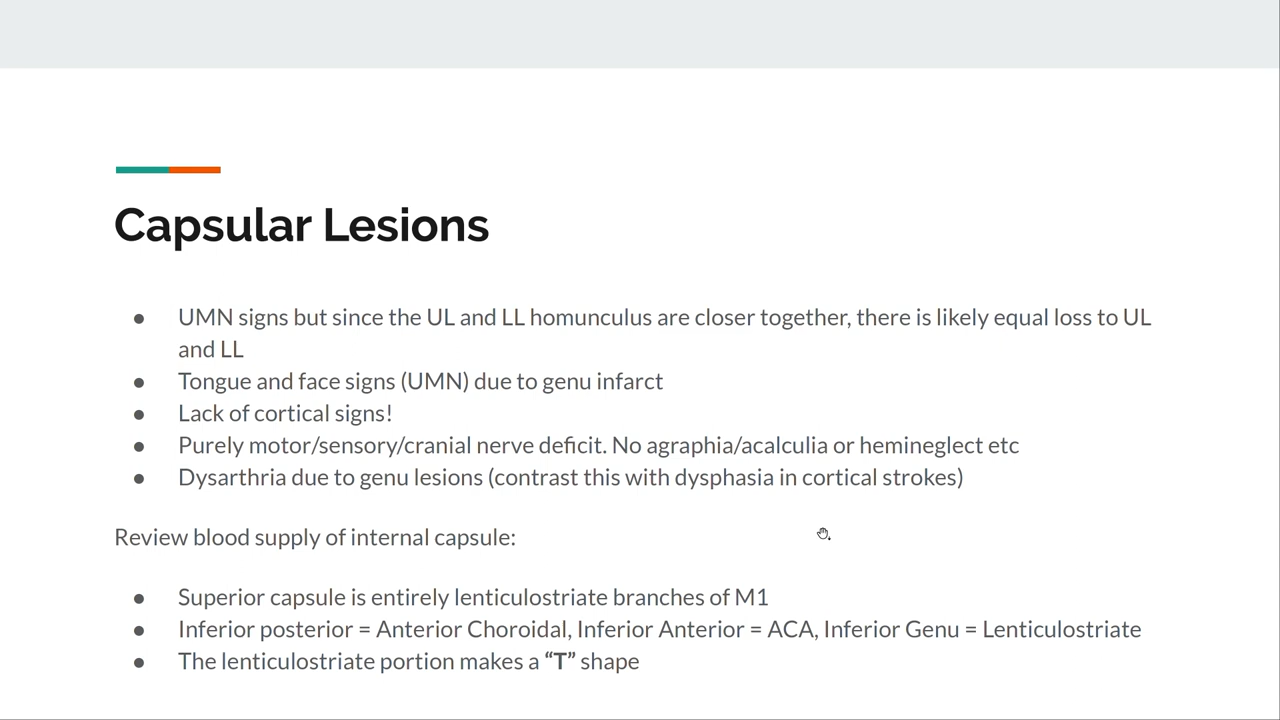 Capsular Lesions
● UMN signs but since the UL and LL homunculus are closer together, there is likely equal loss to UL
and LL
● Tongue and face signs (UMN) due to genu infarct
● Lack of cortical signs!
● Purely motor/sensory/cranial nerve deficit. No agraphia/acalculia or hemineglect etc
● Dysarthria due to genu lesions (contrast this with dysphasia in cortical strokes)
Review blood supply of internal capsule:
● Superior capsule is entirely lenticulostriate branches of M1
● Inferior posterior = Anterior Choroidal, Inferior Anterior = ACA, Inferior Genu = Lenticulostriate
● The lenticulostriate portion makes a “T” shape